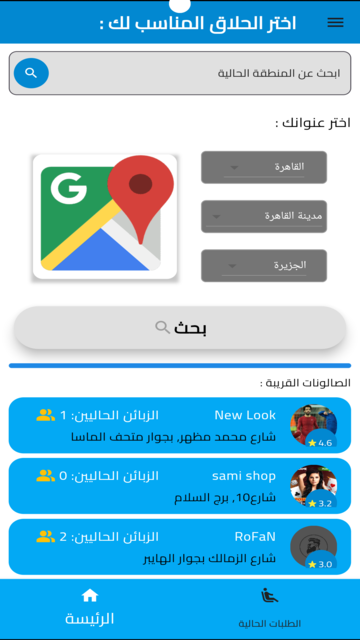 اختر الحلاق المناسب لك :
ابحث عن المنطقة الحالية
اختر عنوانك :
القاهرة
مدينة القاهرة
الجزيرة
G
بحث
الصالونات القريبة :
New Look الزبائن الحاليين: 1
شارع محمد مظهر, بجوار متحف الماسا
4.6
sami shop الزبائن الحاليين: 0
شارع10, برج السلام
3.2
RoFaN الزبائن الحاليين: 2
شارع الزمالك بجوار الهايبر
3.0
الطلبات الحالية
الرئيسة